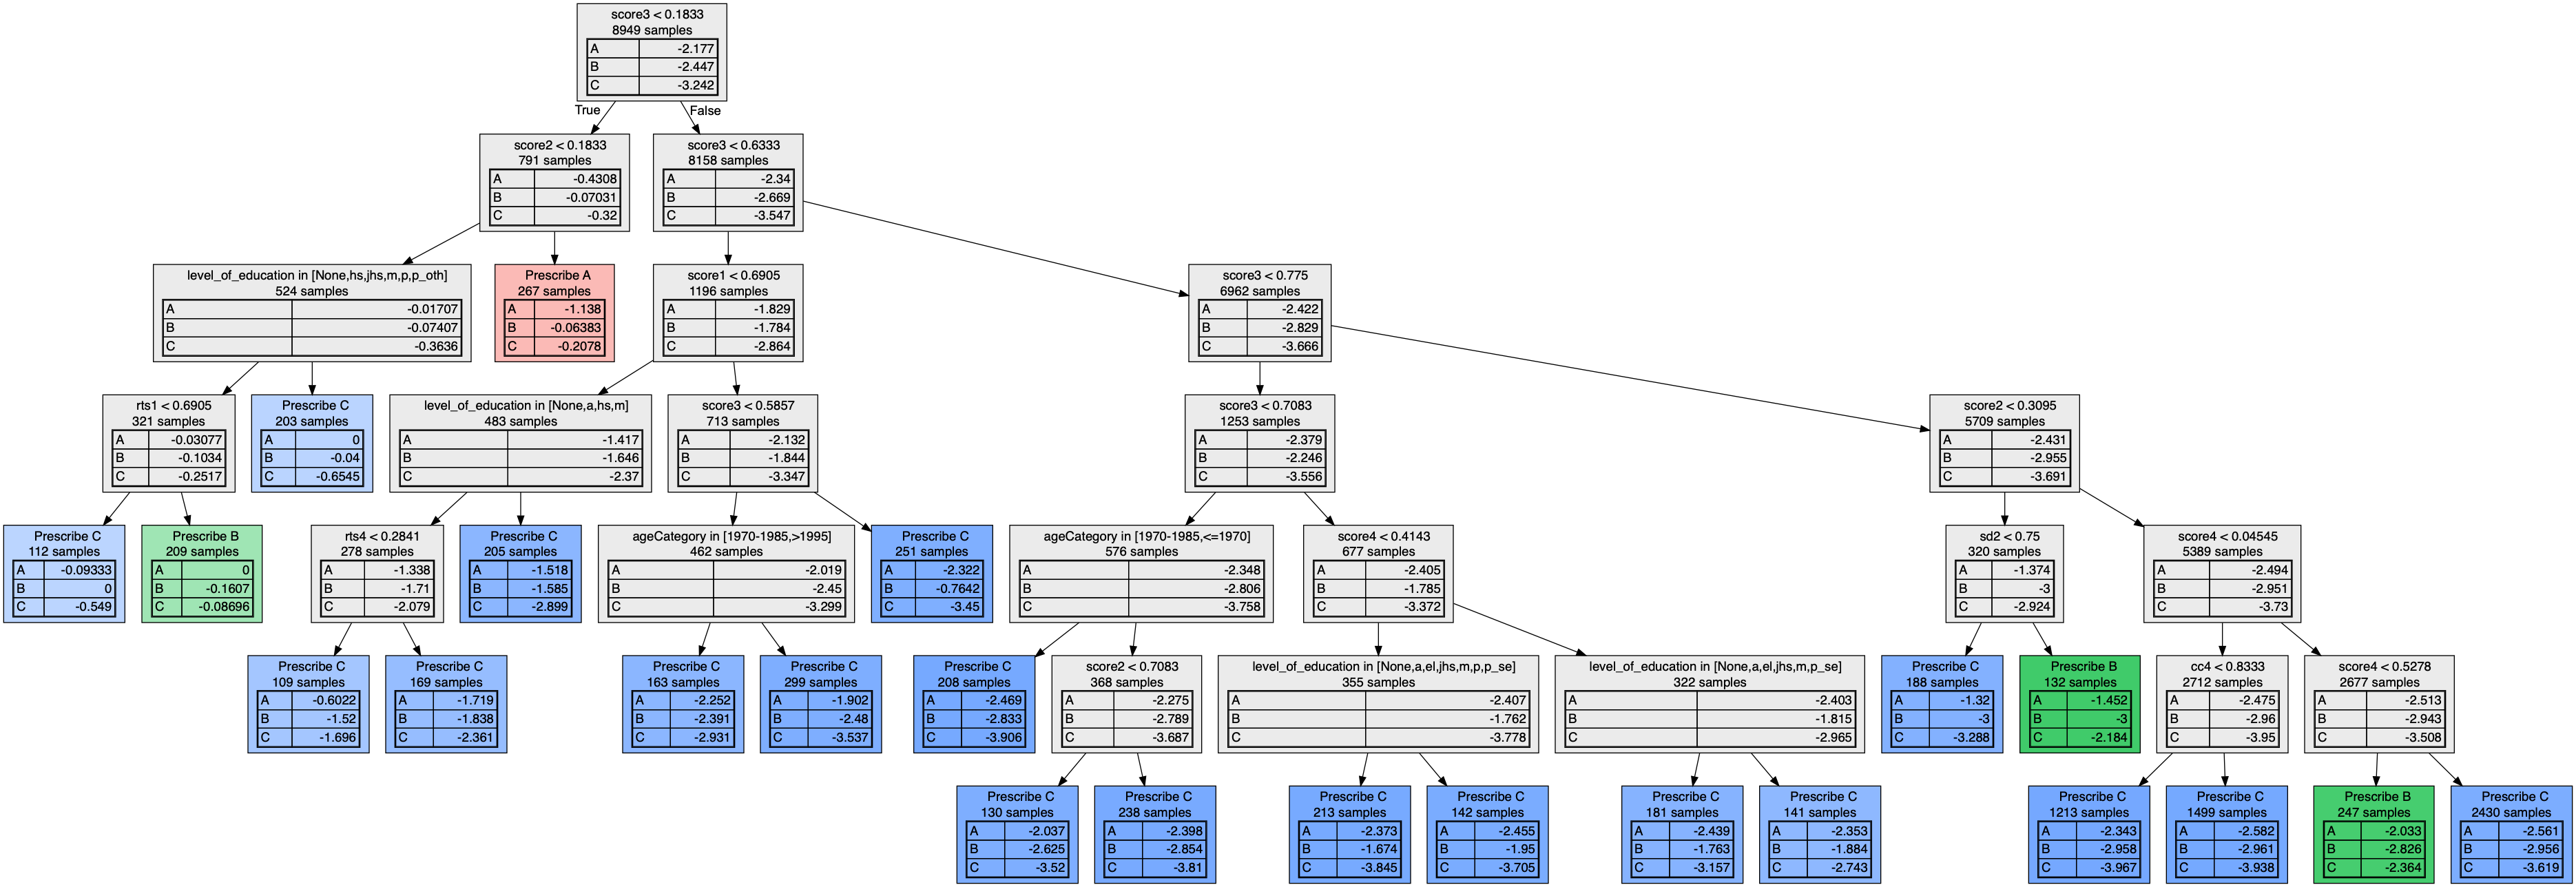 score3 < 0.1833
8949 samples
A -2.177
B -2.447
C -3.242
True
False
score2 < 0.1833
791 samples
A -0.4308
B -0.07031
C -0.32
score3 < 0.6333
8158 samples
A -2.34
B -2.669
C -3.547
level_of_education in [None,hs,jhs,m,p,p_oth]
524 samples
A -0.01707
B -0.07407
C -0.3636
Prescribe A
267 samples
A -1.138
B -0.06383
C -0.2078
score1 < 0.6905
1196 samples
A -1.829
B -1.784
C -2.864
score3 < 0.775
6962 samples
A -2.422
B -2.829
C -3.666
rts1 < 0.6905
321 samples
A -0.03077
B -0.1034
C -0.2517
Prescribe C
203 samples
A 0
B -0.04
C -0.6545
level_of_education in [None,a,hs,m]
483 samples
A -1.417
B -1.646
C -2.37
score3 < 0.5857
713 samples
A -2.132
B -1.844
C -3.347
score3 < 0.7083
1253 samples
A -2.379
B -2.246
C -3.556
score2 < 0.3095
5709 samples
A -2.431
B -2.955
C -3.691
Prescribe C
112 samples
A -0.09333
B 0
C -0.549
Prescribe B
209 samples
A 0
B -0.1607
C -0.08696
rts4 < 0.2841
278 samples
A -1.338
B -1.71
C -2.079
Prescribe C
205 samples
A -1.518
B -1.585
C -2.899
ageCategory in [1970-1985,>1995]
462 samples
A -2.019
B -2.45
C -3.299
Prescribe C
251 samples
A -2.322
B -0.7642
C -3.45
ageCategory in [1970-1985,<=1970]
576 samples
A -2.348
B -2.806
C -3.758
score4 < 0.4143
677 samples
A -2.405
B -1.785
C -3.372
sd2 < 0.75
320 samples
A -1.374
B -3
C -2.924
score4 < 0.04545
5389 samples
A -2.494
B -2.951
C -3.73
Prescribe C
109 samples
A -0.6022
B -1.52
C -1.696
Prescribe C
169 samples
A -1.719
B -1.838
C -2.361
Prescribe C
163 samples
A -2.252
B -2.391
C -2.931
Prescribe C
299 samples
A -1.902
B -2.48
C -3.537
Prescribe C
208 samples
A -2.469
B -2.833
C -3.906
score2 < 0.7083
368 samples
A -2.275
B -2.789
C -3.687
level_of_education in [None,a,el,jhs,m,p,p_se]
355 samples
A -2.407
B -1.762
C -3.778
level_of_education in [None,a,el,jhs,m,p_se]
322 samples
A -2.403
B -1.815
C -2.965
Prescribe C
188 samples
A -1.32
B -3
C -3.288
Prescribe B
132 samples
A -1.452
B -3
C -2.184
cc4 < 0.8333
2712 samples
A -2.475
B -2.96
C -3.95
score4 < 0.5278
2677 samples
A -2.513
B -2.943
C -3.508
Prescribe C
130 samples
A -2.037
B -2.625
C -3.52
Prescribe C
238 samples
A -2.398
B -2.854
C -3.81
Prescribe C
213 samples
A -2.373
B -1.674
C -3.845
Prescribe C
142 samples
A -2.455
B -1.95
C -3.705
Prescribe C
181 samples
A -2.439
B -1.763
C -3.157
Prescribe C
141 samples
A -2.353
B -1.884
C -2.743
Prescribe C
1213 samples
A -2.343
B -2.958
C -3.967
Prescribe C
1499 samples
A -2.582
B -2.961
C -3.938
Prescribe B
247 samples
A -2.033
B -2.826
C -2.364
Prescribe C
2430 samples
A -2.561
B -2.956
C -3.619